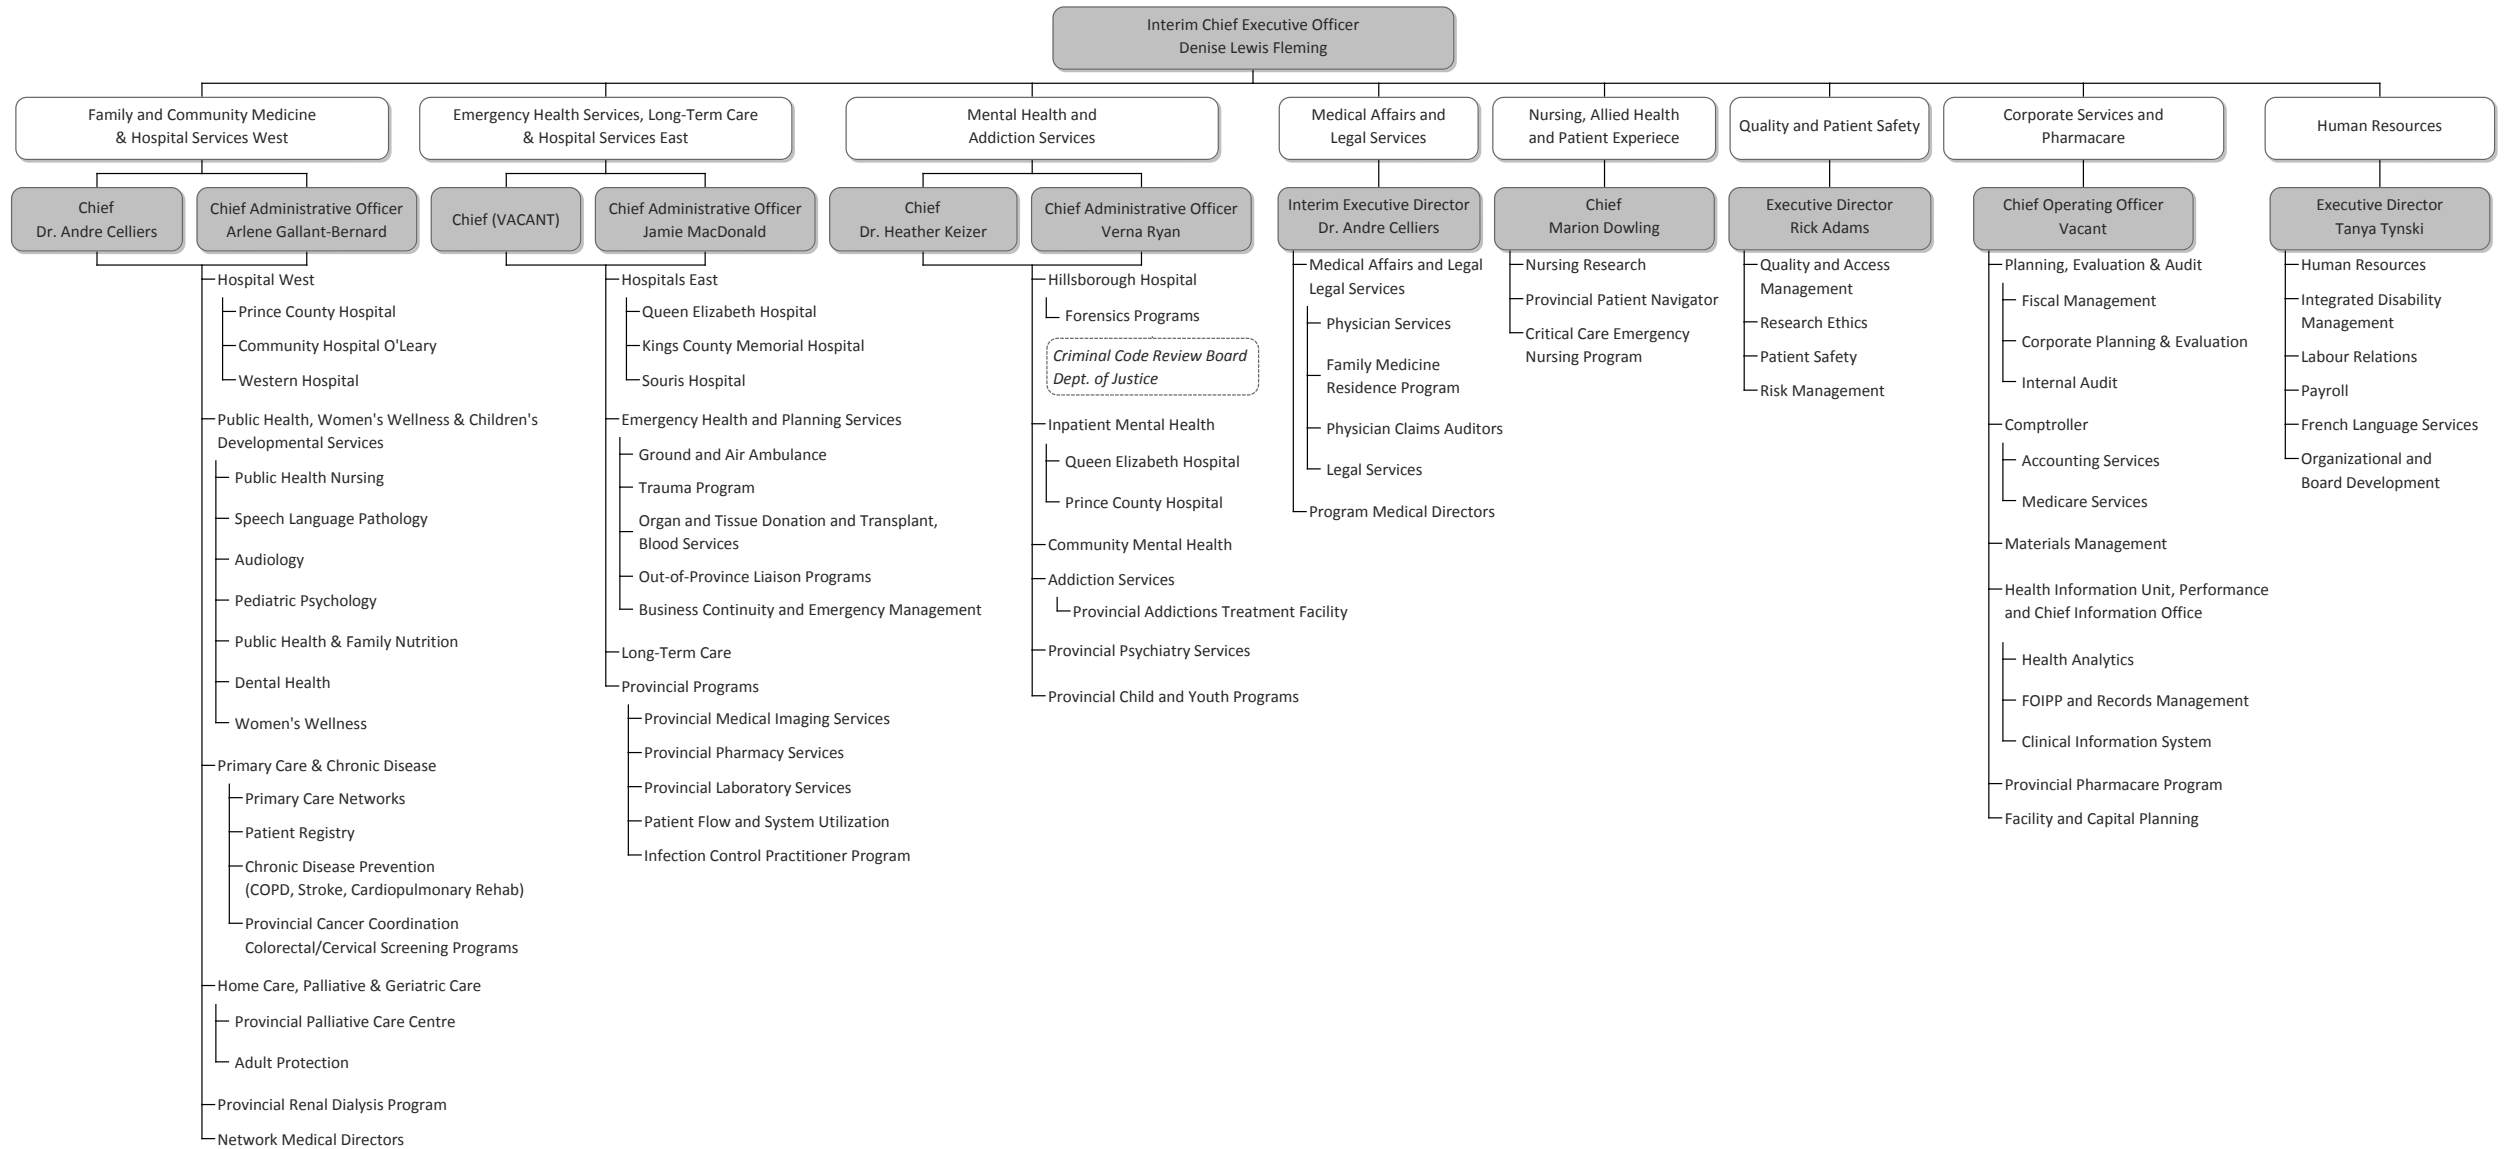 Interim Chief Executive Officer
Denise Lewis Fleming
Family and Community Medicine
& Hospital Services West
Chief
Dr. Andre Celliers
Chief Administrative Officer
Arlene Gallant-Bernard
Hospital West
Prince County Hospital
Community Hospital O'Leary
Western Hospital
Public Health, Women's Wellness & Children's
Developmental Services
Public Health Nursing
Speech Language Pathology
Audiology
Pediatric Psychology
Public Health & Family Nutrition
Dental Health
Women's Wellness
Primary Care & Chronic Disease
Primary Care Networks
Patient Registry
Chronic Disease Prevention
(COPD, Stroke, Cardiopulmonary Rehab)
Provincial Cancer Coordination
Colorectal/Cervical Screening Programs
Home Care, Palliative & Geriatric Care
Provincial Palliative Care Centre
Adult Protection
Provincial Renal Dialysis Program
Network Medical Directors
Emergency Health Services, Long-Term Care
& Hospital Services East
Chief (VACANT)
Chief Administrative Officer
Jamie MacDonald
Hospitals East
Queen Elizabeth Hospital
Kings County Memorial Hospital
Souris Hospital
Emergency Health and Planning Services
Ground and Air Ambulance
Trauma Program
Organ and Tissue Donation and Transplant,
Blood Services
Out-of-Province Liaison Programs
Business Continuity and Emergency Management
Long-Term Care
Provincial Programs
Provincial Medical Imaging Services
Provincial Pharmacy Services
Provincial Laboratory Services
Patient Flow and System Utilization
Infection Control Practitioner Program
Mental Health and
Addiction Services
Chief
Dr. Heather Keizer
Chief Administrative Officer
Verna Ryan
Hillsborough Hospital
Forensics Programs
Criminal Code Review Board
Dept. of Justice
Inpatient Mental Health
Queen Elizabeth Hospital
Prince County Hospital
Community Mental Health
Addiction Services
Provincial Addictions Treatment Facility
Provincial Psychiatry Services
Provincial Child and Youth Programs
Medical Affairs and
Legal Services
Interim Executive Director
Dr. Andre Celliers
Medical Affairs and Legal
Legal Services
Physician Services
Family Medicine
Residence Program
Physician Claims Auditors
Legal Services
Program Medical Directors
Nursing, Allied Health
and Patient Experiece
Chief
Marion Dowling
Nursing Research
Provincial Patient Navigator
Critical Care Emergency
Nursing Program
Quality and Patient Safety
Executive Director
Rick Adams
Quality and Access
Management
Research Ethics
Patient Safety
Risk Management
Corporate Services and
Pharmacare
Chief Operating Officer
Vacant
Planning, Evaluation & Audit
Fiscal Management
Corporate Planning & Evaluation
Internal Audit
Comptroller
Accounting Services
Medicare Services
Materials Management
Health Information Unit, Performance
and Chief Information Office
Health Analytics
FOIPP and Records Management
Clinical Information System
Provincial Pharmacare Program
Facility and Capital Planning
Human Resources
Executive Director
Tanya Tynski
Human Resources
Integrated Disability
Management
Labour Relations
Payroll
French Language Services
Organizational and
Board Development